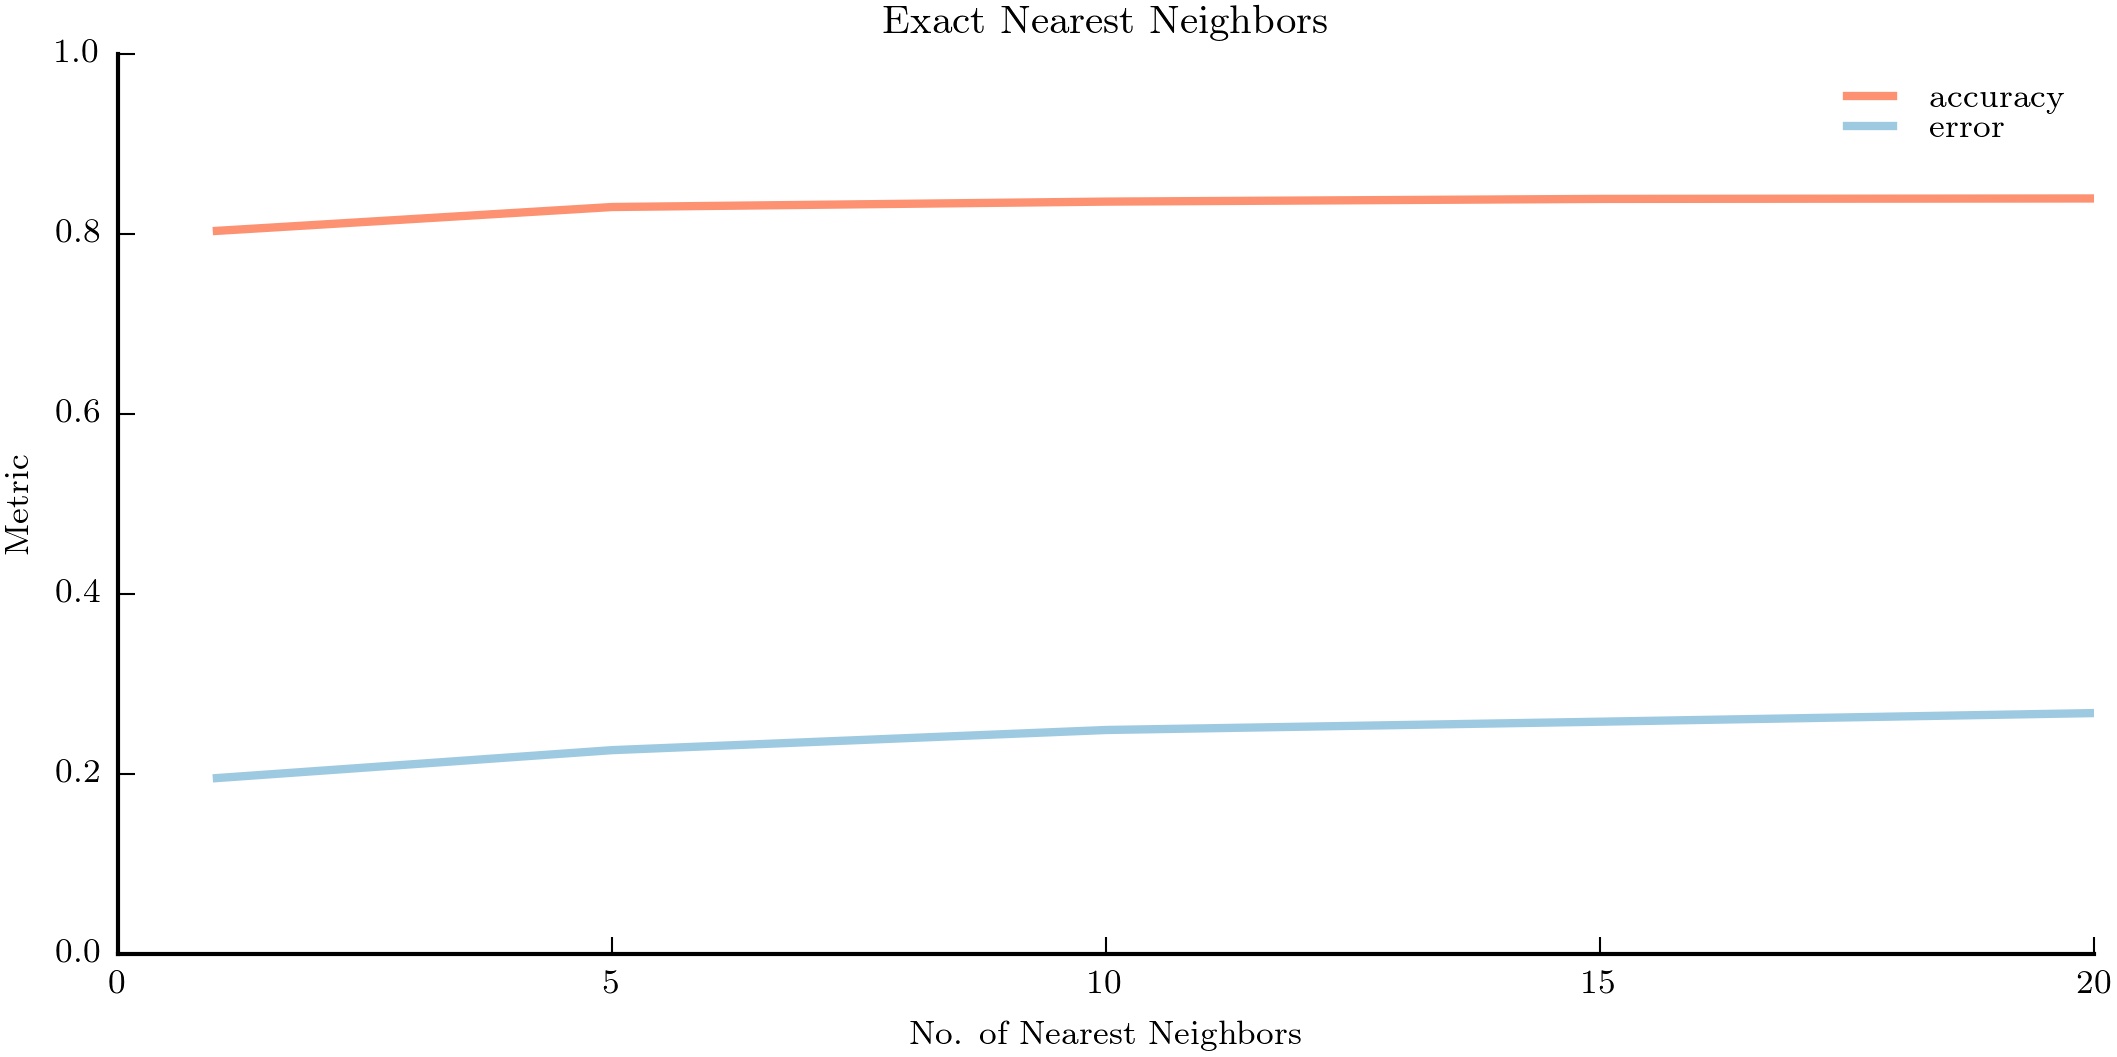 Exact Nearest Neighbors
1.0
accuracy
error
0.8
0.6
Metric
0.4
0.2
0.0
0 5 10 15 20
No. of Nearest Neighbors